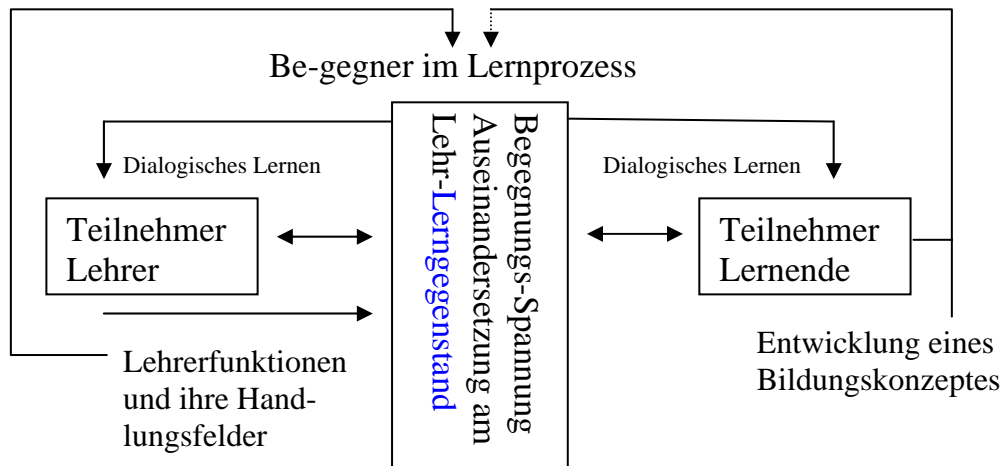 Be-gegner im Lernprozess
Dialogisches Lernen
Teilnehmer
Lehrer
Lehrerfunktionen
und ihre Hand-
lungsfelder
Begegnungs-Spannung
Auseinandersetzung am
Lehr-Lerngegenstand
Dialogisches Lernen
Teilnehmer
Lernende
Entwicklung eines
Bildungskonzeptes